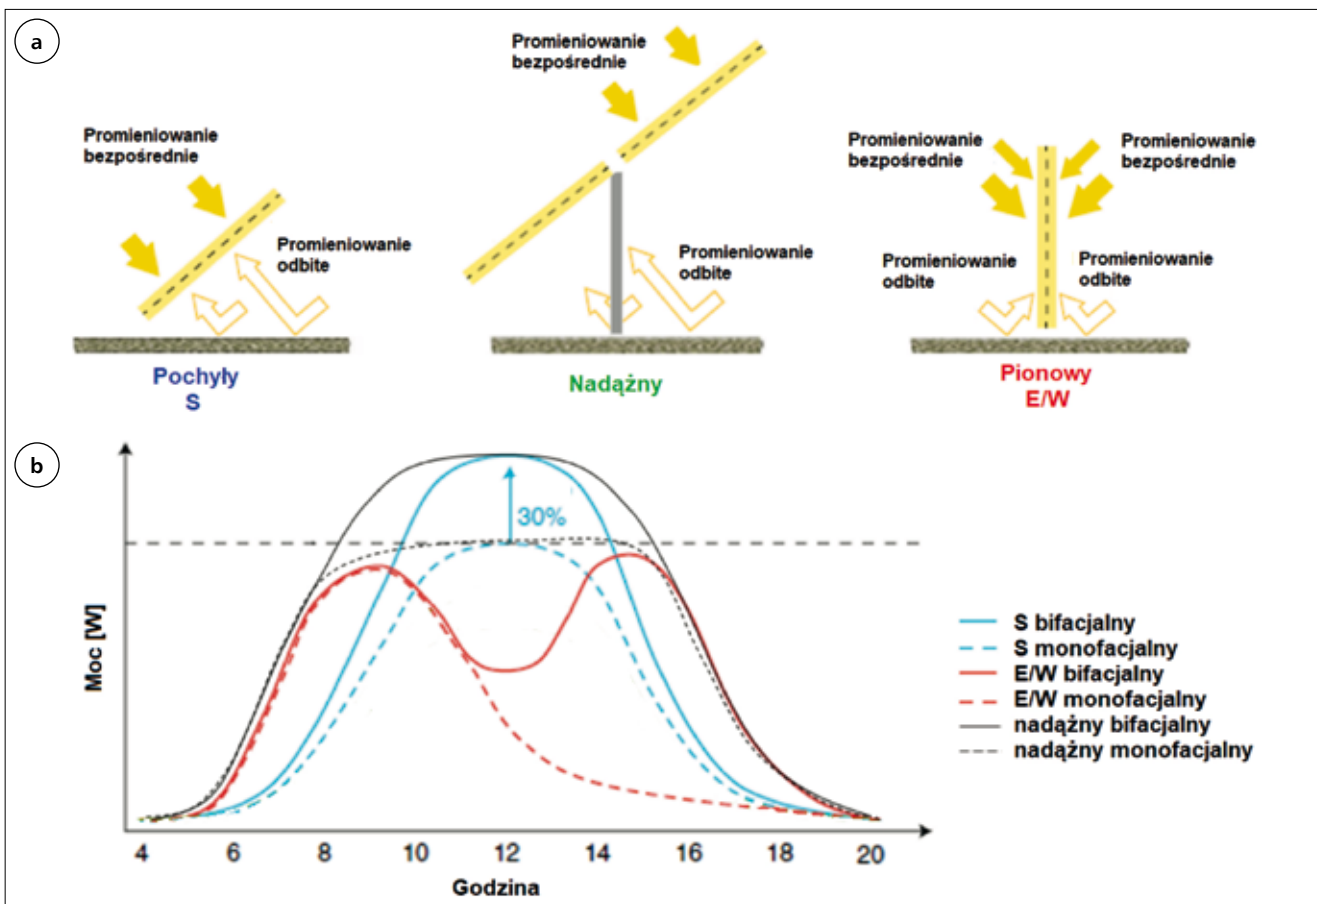 a
Promieniowanie
bezpośrednie
Promieniowanie
odbite
Pochyły
S
Promieniowanie
bezpośrednie
Promieniowanie
odbite
Nadążny
Promieniowanie
bezpośrednie
Promieniowanie
bezpośrednie
Promieniowanie
odbite
Promieniowanie
odbite
Pionowy
E/W
b
30%
Moc [W]
4 6 8 10 12 14 16 18 20
Godzina
S bifacjalny
S monofacjalny
E/W bifacjalny
E/W monofacjalny
nadążny bifacjalny
nadążny monofacjalny